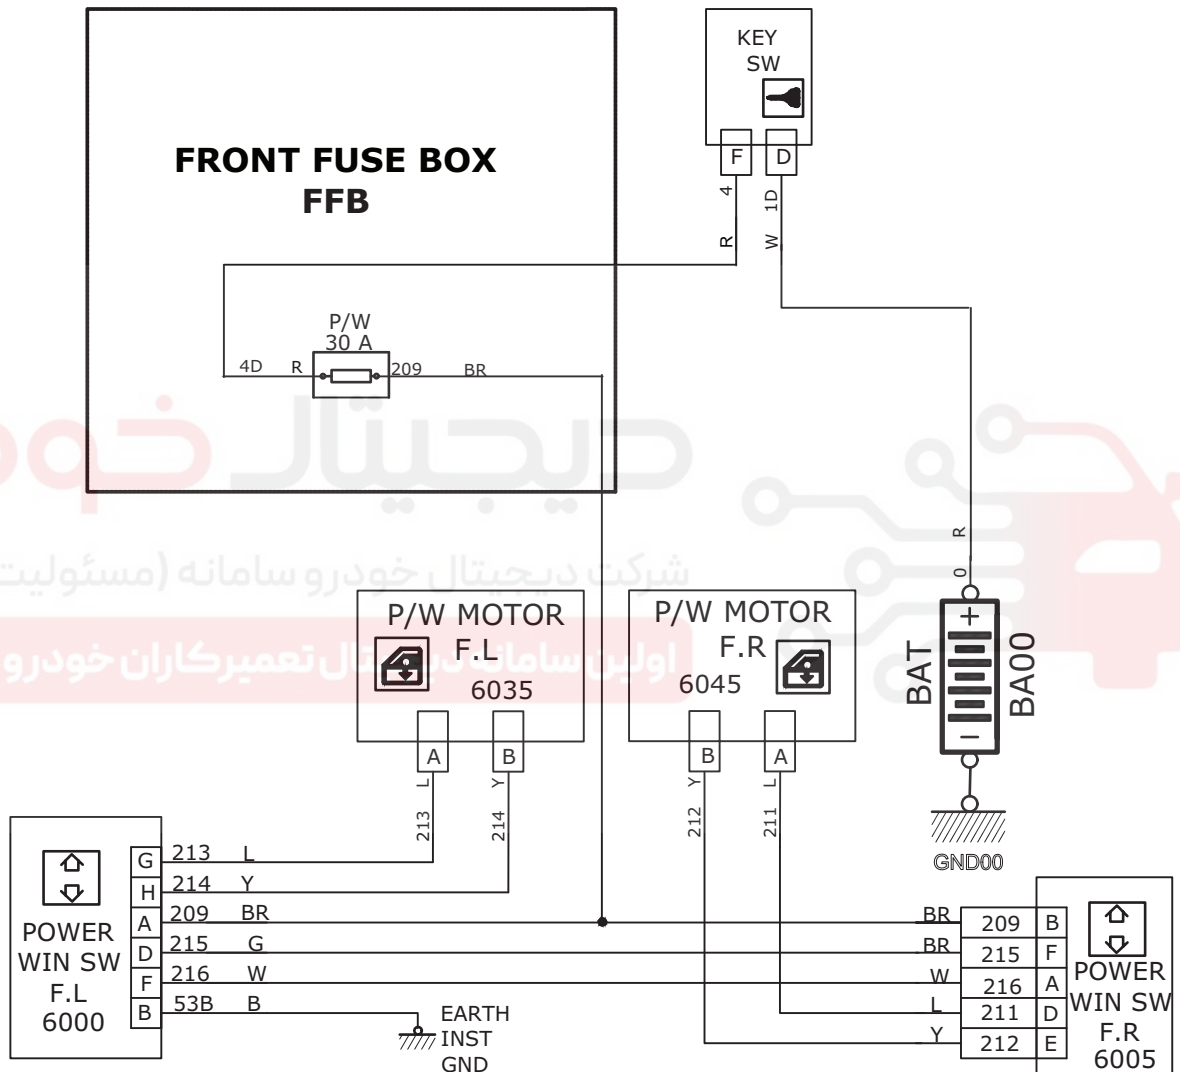 KEY
SW
F D
4
R
1D
W
FRONT FUSE BOX
FFB
P/W
30 A
4D R 209 BR
دیجیتال خودرو
شرکت دیجیتال خودرو سامانه (مسئولیت
اولین سامانه دیجیتال تعمیرکاران خودرو
R
0
+
-
BAT
BA00
GND00
P/W MOTOR
F.L
6035
A B
L
213
Y
214
P/W MOTOR
F.R
6045
B A
Y
212
L
211
POWER
WIN SW
F.L
6000
G 213 L
H 214 Y
A 209 BR
D 215 G
F 216 W
B 53B B
EARTH
INST
GND
BR 209 B
BR 215 F
W 216 A
L 211 D
Y 212 E
POWER
WIN SW
F.R
6005